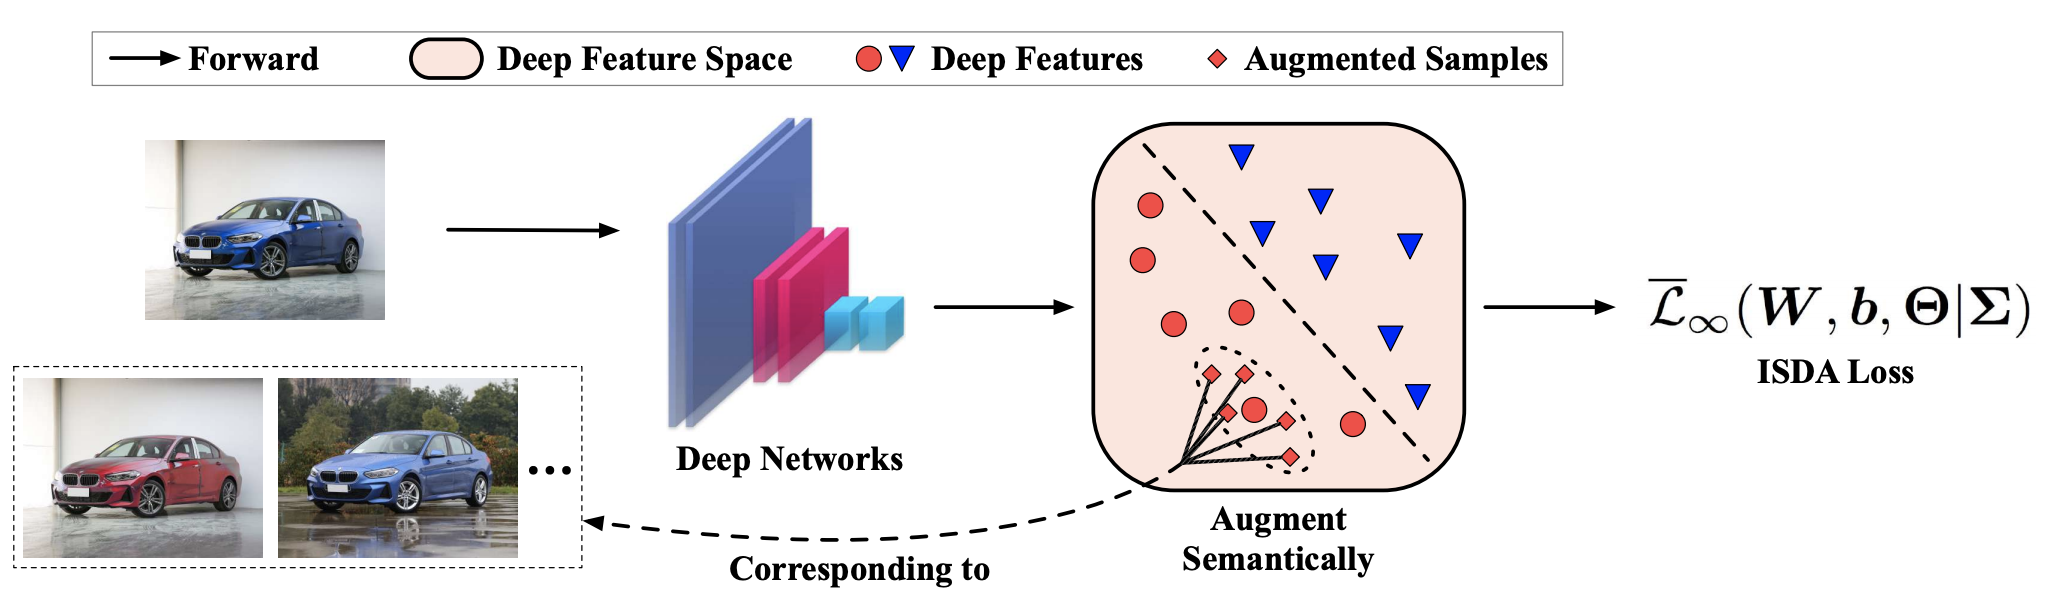 Forward
Deep Feature Space
Deep Features
Augmented Samples
Deep Networks
Augment
Semantically
Corresponding to
$\overline{\mathcal{L}}_{\infty}(\boldsymbol{W}, \boldsymbol{b}, \boldsymbol{\Theta}|\boldsymbol{\Sigma})$
ISDA Loss
...